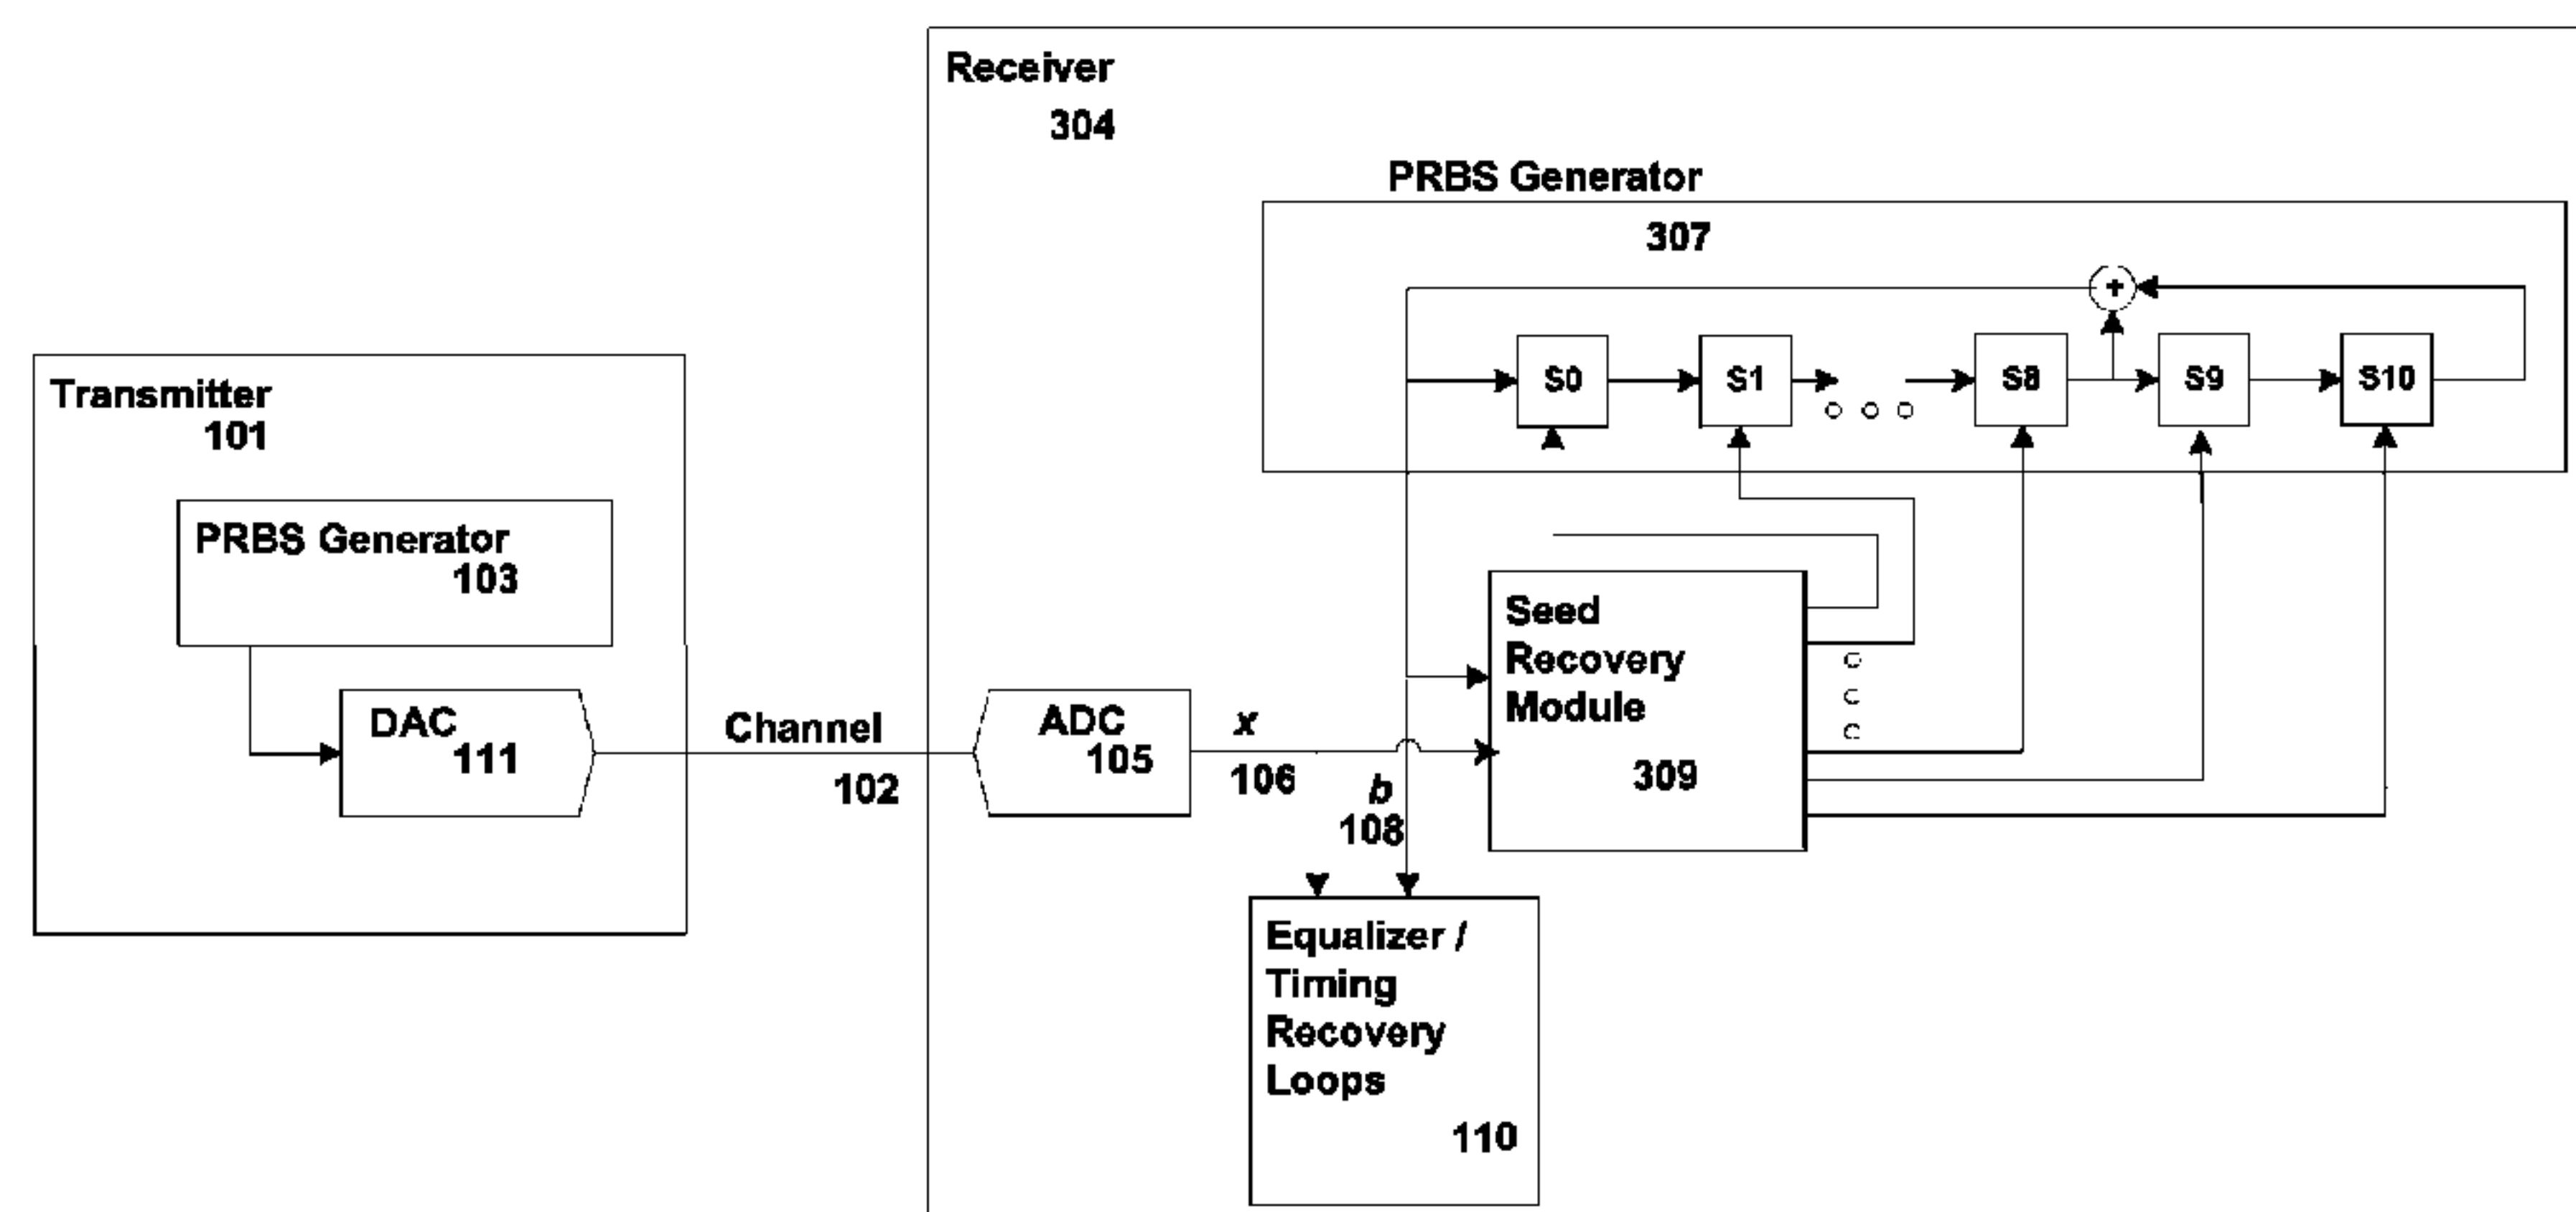 Receiver
304
PRBS Generator
307
+
S0
S1
S8
S9
S10
Transmitter
101
PRBS Generator
103
DAC
111
Channel
102
ADC
105
x
106
b
108
Seed
Recovery
Module
309
Equalizer /
Timing
Recovery
Loops
110